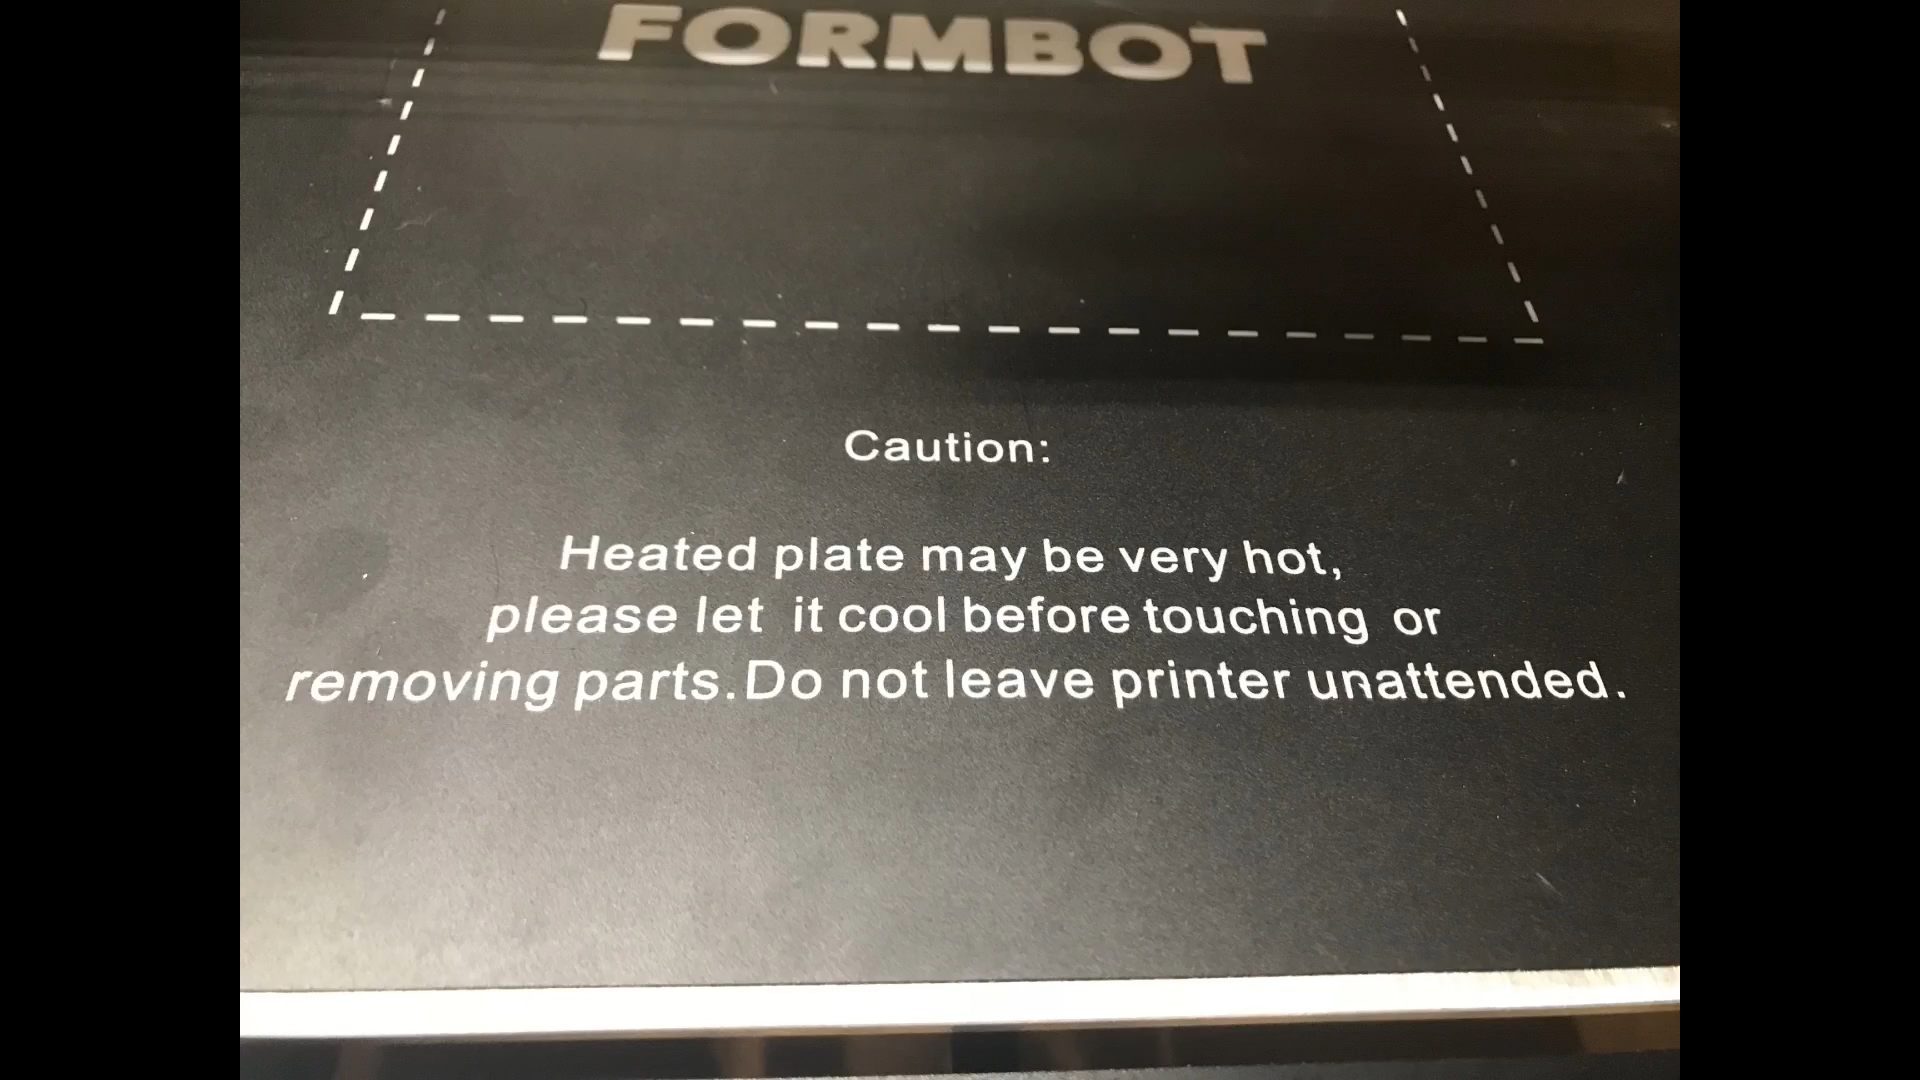 FORMBOT
Caution:
Heated plate may be very hot,
please let it cool before touching or
removing parts.Do not leave printer unattended.